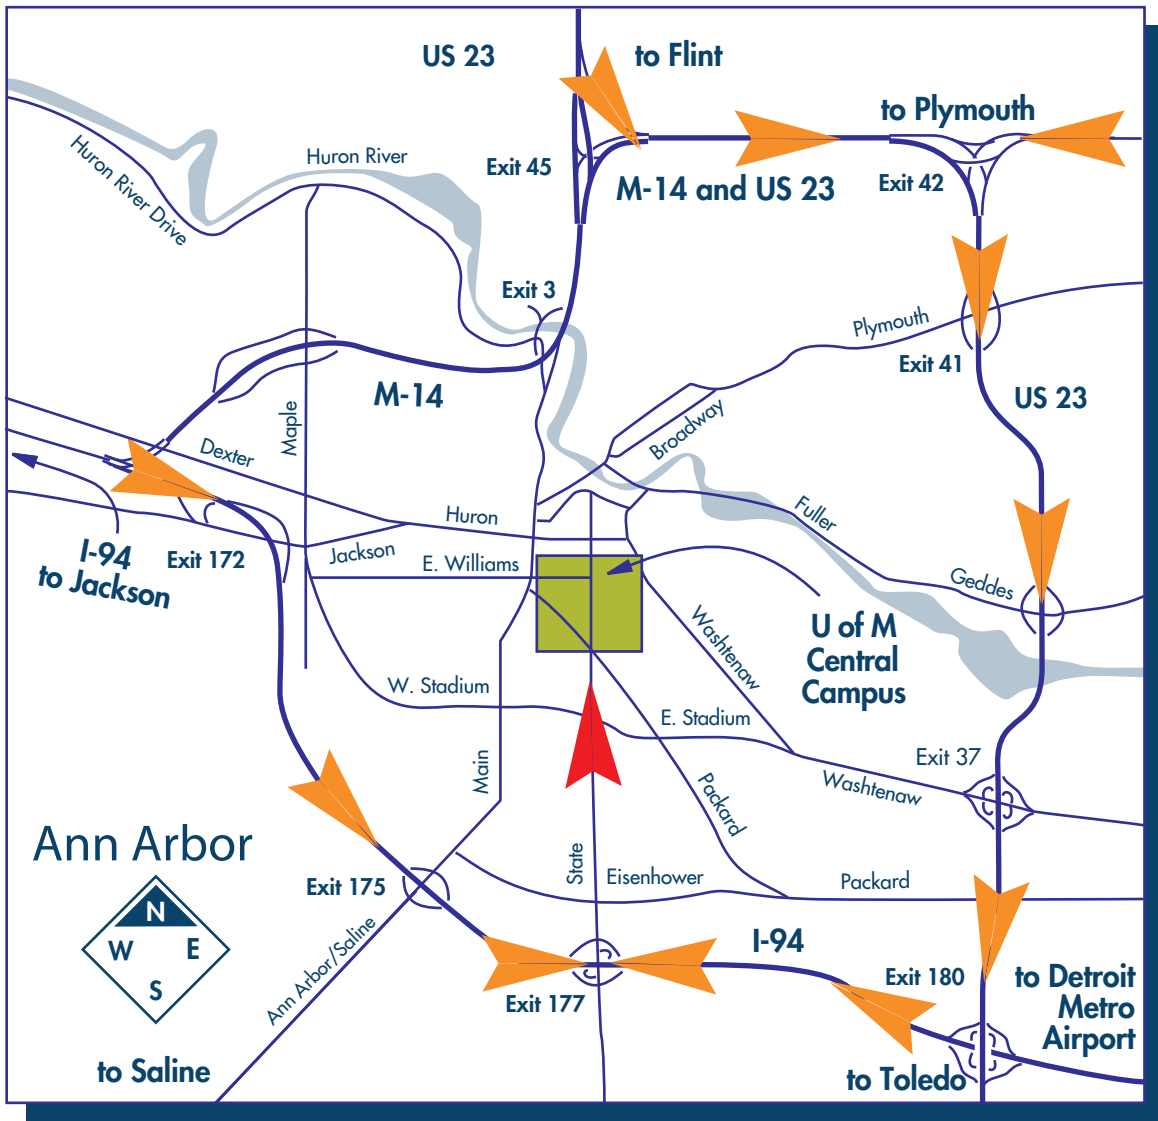 US 23
to Flint
to Plymouth
Huron River
Exit 45
M-14 and US 23
Exit 42
Huron River Drive
Exit 3
Plymouth
Exit 41
US 23
M-14
Maple
Broadway
Dexter
Huron
Fuller
I-94
to Jackson
Exit 172
Jackson
E. Williams
Geddes
U of M
Central
Campus
Washtenaw
W. Stadium
E. Stadium
Main
Exit 37
Washtenaw
Packard
Ann Arbor
State
Exit 175
Eisenhower
Packard
N
W
E
S
Ann Arbor/Saline
I-94
Exit 177
Exit 180
to Detroit
Metro
Airport
to Saline
to Toledo